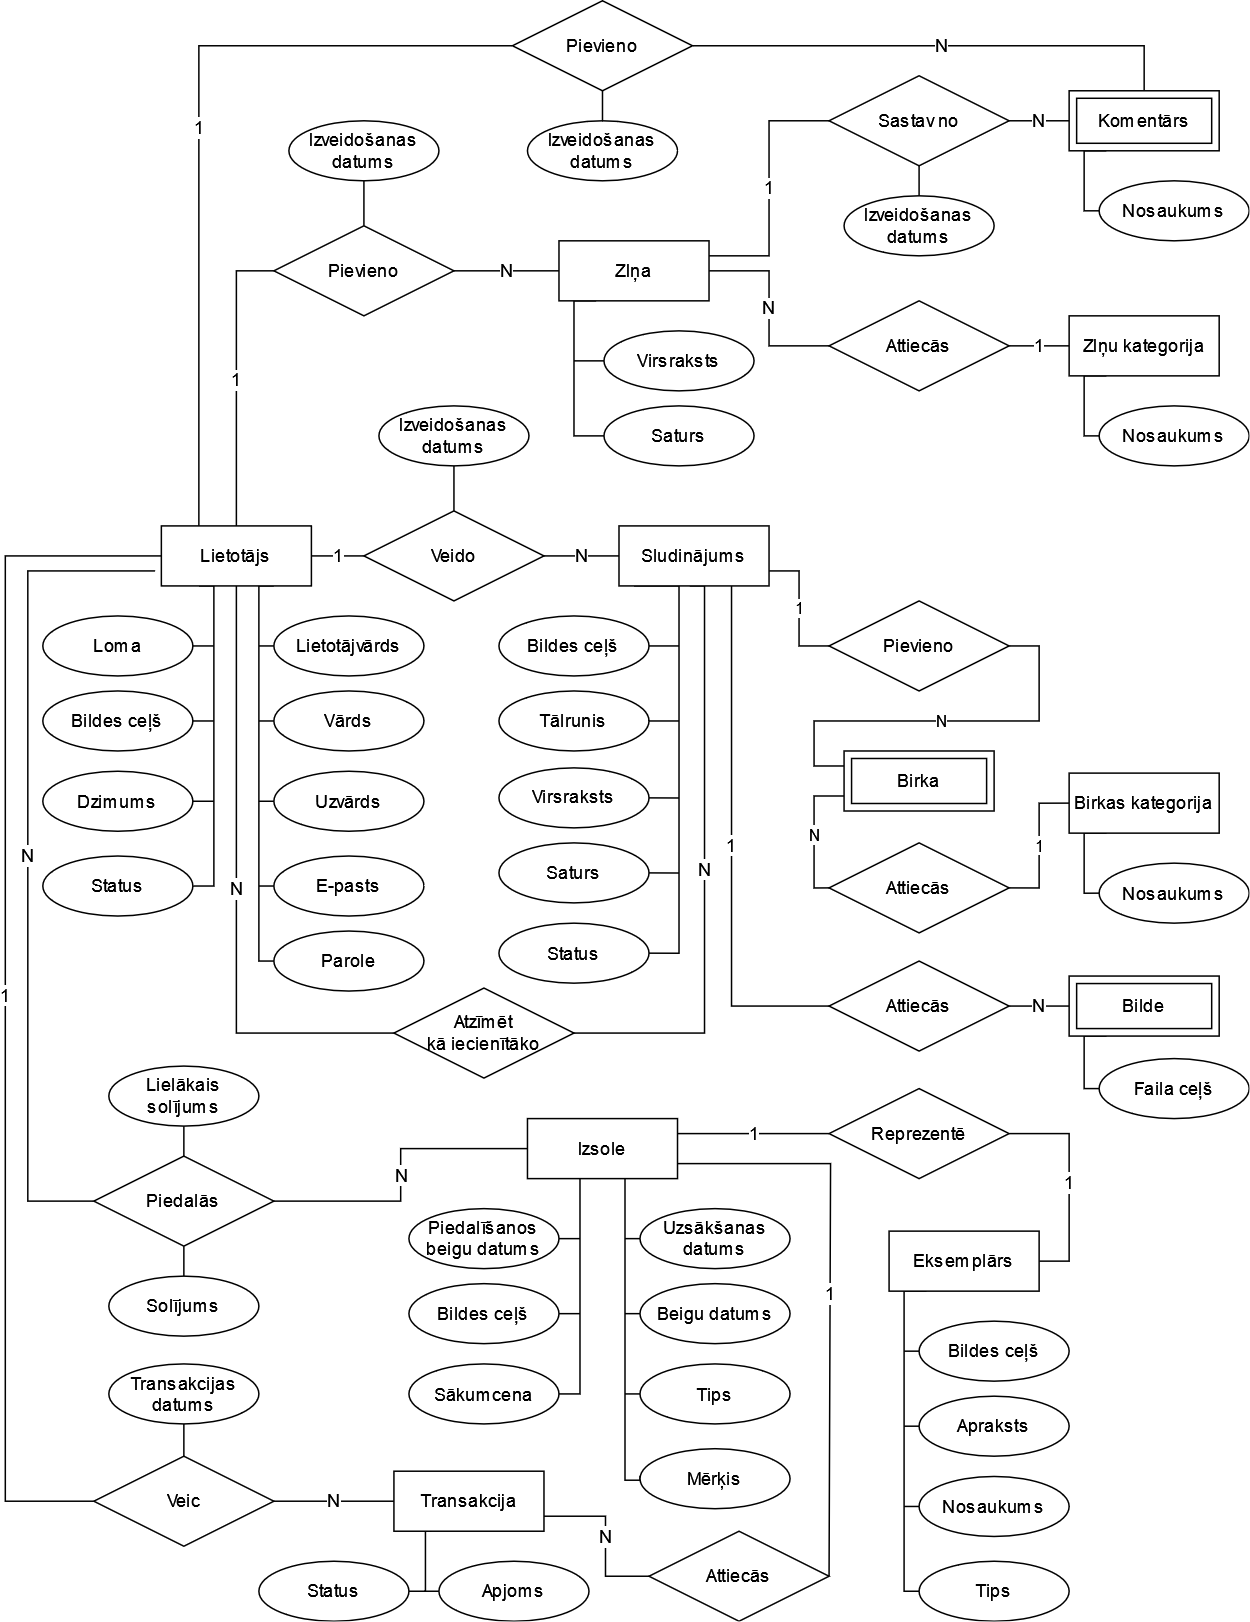 Pievieno
N
1
Izveidošanas
datums
Izveidošanas
datums
Sastavno
N
Komentārs
1
Izveidošanas
datums
Nosaukums
Pievieno
N
ZIņa
N
1
Virsraksts
Attiecās
1
ZIņu kategorija
Saturs
Nosaukums
Izveidošanas
datums
Lietotājs
1
Veido
N
Sludinājums
1
Loma
Lietotājvārds
Bildes ceļš
Pievieno
Bildes ceļš
Vārds
Tālrunis
N
Dzimums
Uzvārds
Virsraksts
Birka
Birkas kategorija
N
N
1
N
1
Status
N
E-pasts
Saturs
N
Attiecās
Nosaukums
Parole
Status
1
Atzīmēt
kā iecienītāko
Attiecās
N
Bilde
Faila ceļš
Lielākais
solījums
Izsole
1
Reprezentē
N
1
Piedalās
Piedalīšanos
beigu datums
Uzsākšanas
datums
Eksemplārs
Solījums
Bildes ceļš
Beigu datums
1
Bildes ceļš
Transakcijas
datums
Sākumcena
Tips
Apraksts
Mērķis
Veic
N
Transakcija
N
Nosaukums
Attiecās
Status
Apjoms
Tips